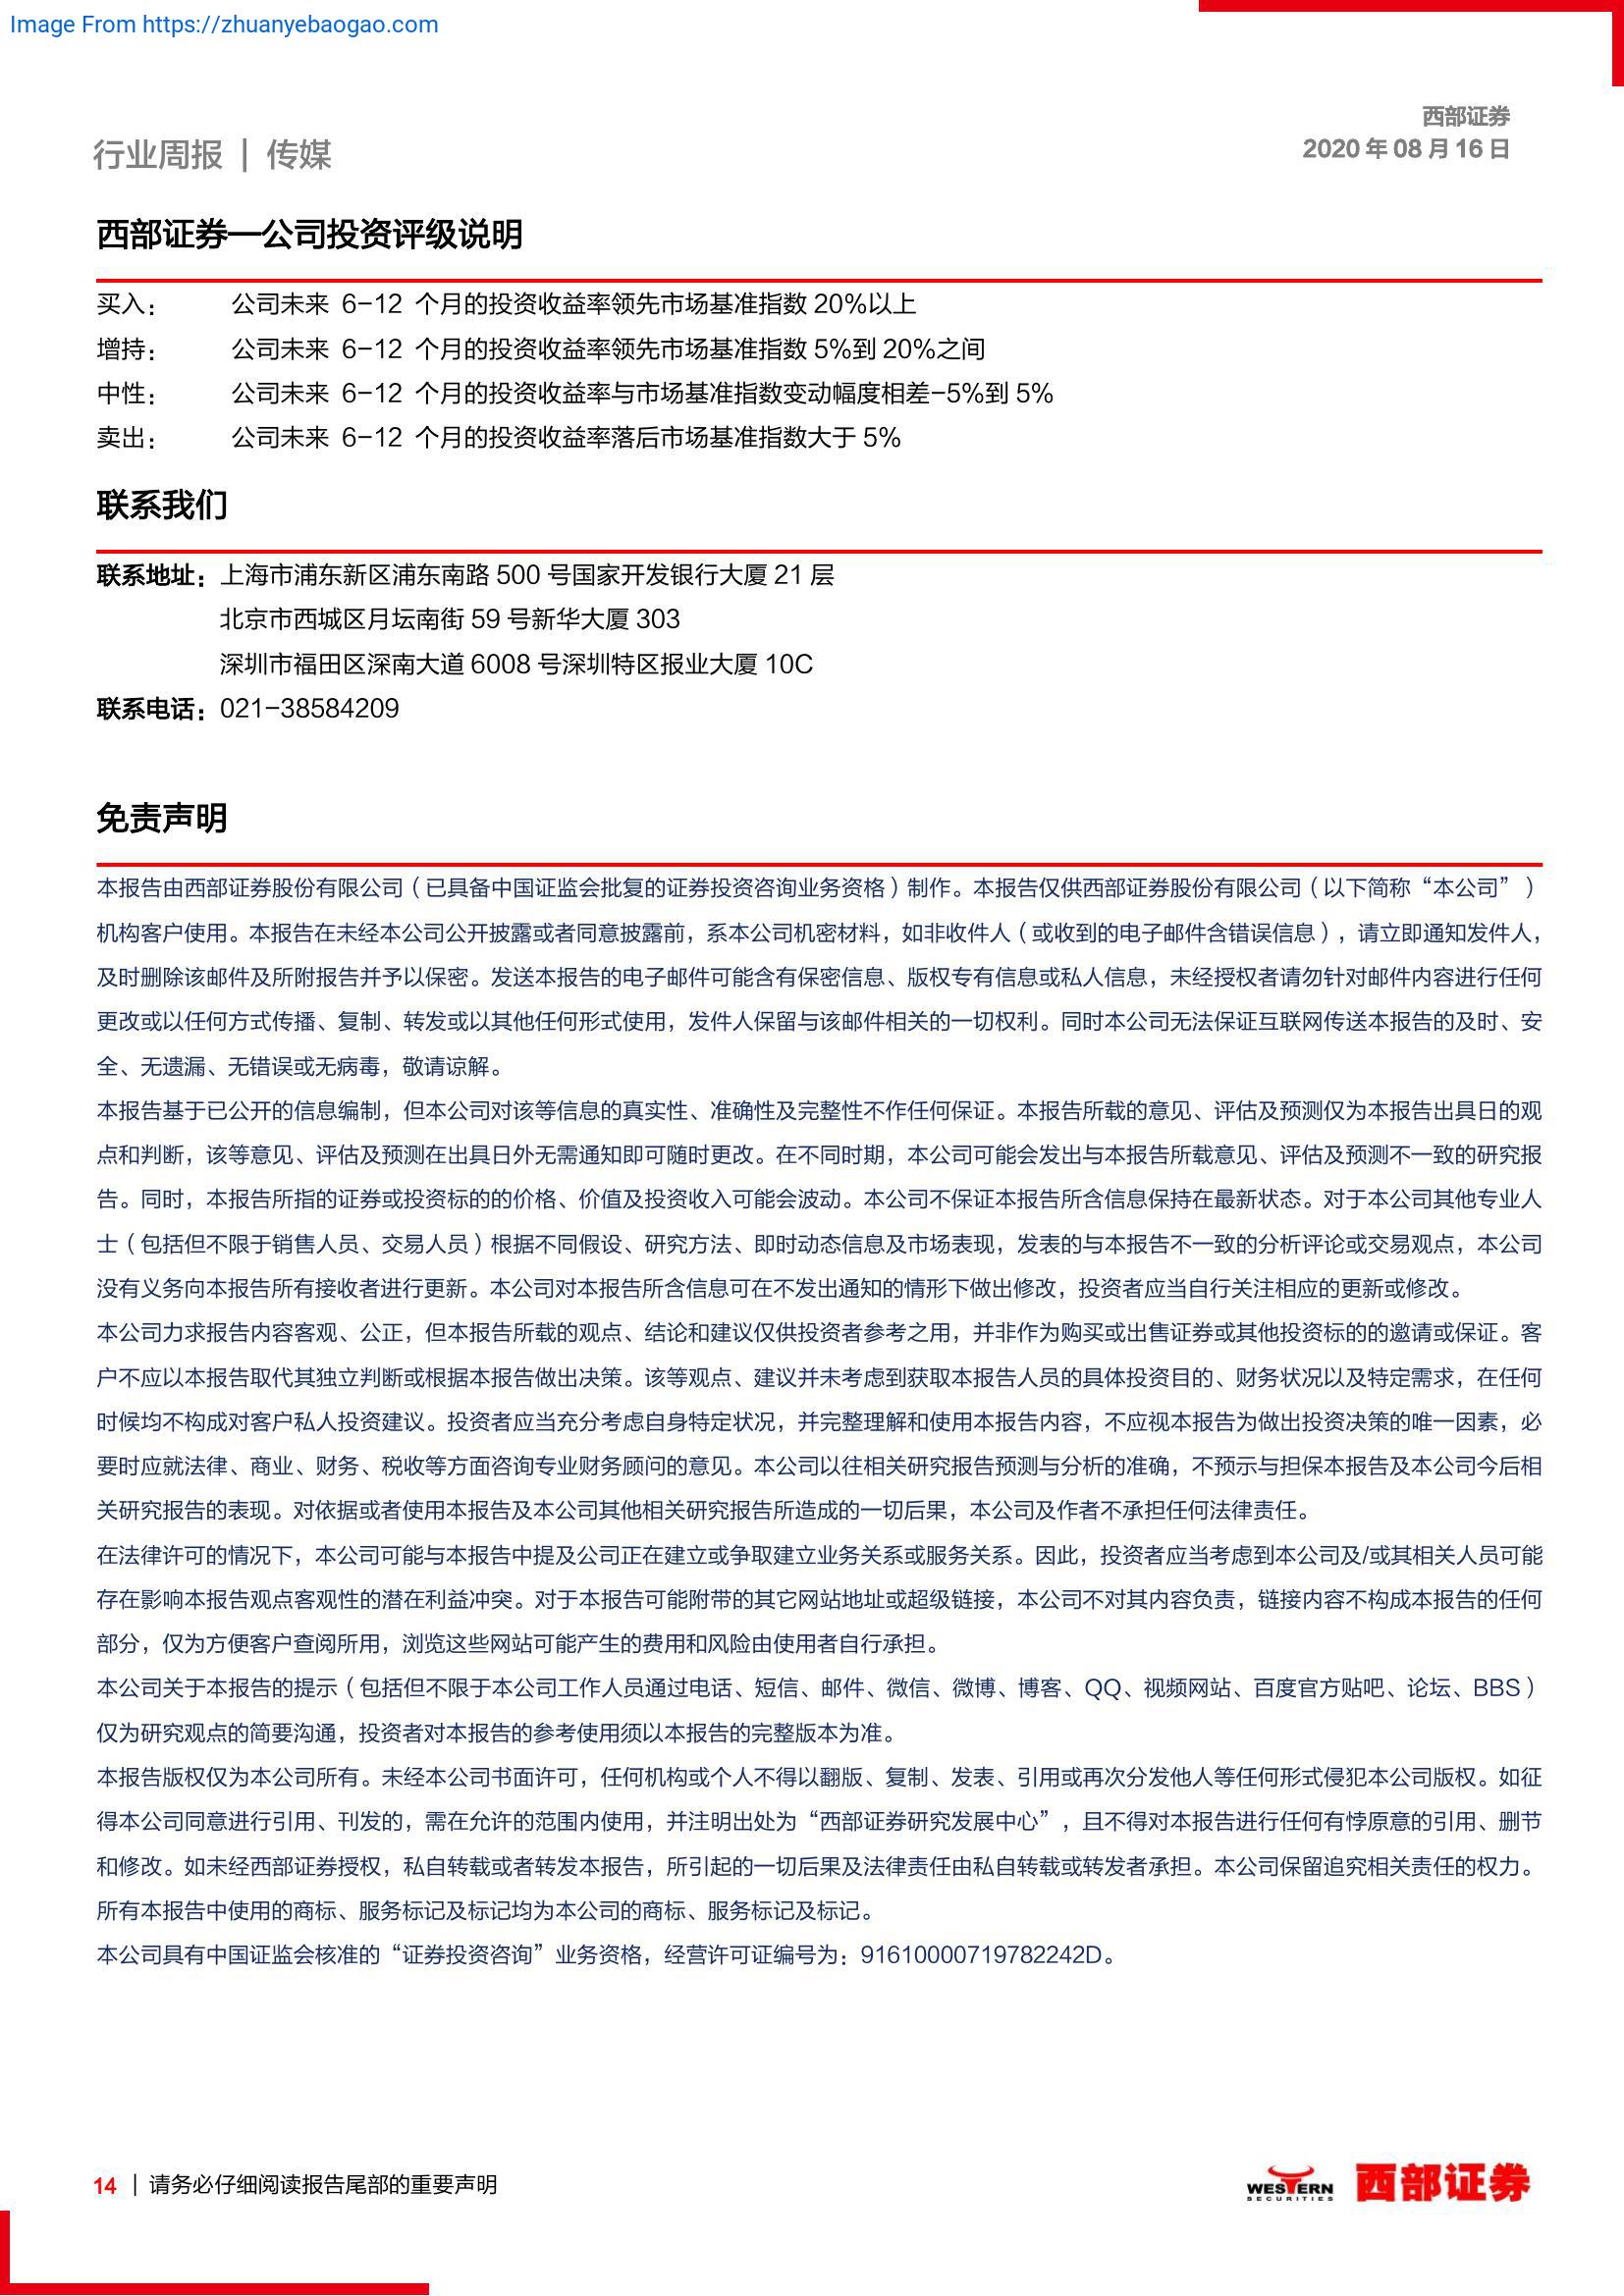 Image From https://zhuanyebaogao.com
西部证券
2020 年 08 月 16 日
行业周报 | 传媒
西部证券—公司投资评级说明
买入： 公司未来 6-12 个月的投资收益率领先市场基准指数 20%以上
增持： 公司未来 6-12 个月的投资收益率领先市场基准指数 5%到 20%之间
中性： 公司未来 6-12 个月的投资收益率与市场基准指数变动幅度相差-5%到 5%
卖出： 公司未来 6-12 个月的投资收益率落后市场基准指数大于 5%
联系我们
联系地址：上海市浦东新区浦东南路 500 号国家开发银行大厦 21 层
北京市西城区月坛南街 59 号新华大厦 303
深圳市福田区深南大道 6008 号深圳特区报业大厦 10C
联系电话：021-38584209
免责声明
本报告由西部证券股份有限公司（已具备中国证监会批复的证券投资咨询业务资格）制作。本报告仅供西部证券股份有限公司（以下简称“本公司”）
机构客户使用。本报告在未经本公司公开披露或者同意披露前，系本公司机密材料，如非收件人（或收到的电子邮件含错误信息），请立即通知发件人，
及时删除该邮件及所附报告并予以保密。发送本报告的电子邮件可能含有保密信息、版权专有信息或私人信息，未经授权者请勿针对邮件内容进行任何
更改或以任何方式传播、复制、转发或以其他任何形式使用，发件人保留与该邮件相关的一切权利。同时本公司无法保证互联网传送本报告的及时、安
全、无遗漏、无错误或无病毒，敬请谅解。
本报告基于已公开的信息编制，但本公司对该等信息的真实性、准确性及完整性不作任何保证。本报告所载的意见、评估及预测仅为本报告出具日的观
点和判断，该等意见、评估及预测在出具日外无需通知即可随时更改。在不同时期，本公司可能会发出与本报告所载意见、评估及预测不一致的研究报
告。同时，本报告所指的证券或投资标的的价格、价值及投资收入可能会波动。本公司不保证本报告所含信息保持在最新状态。对于本公司其他专业人
士（包括但不限于销售人员、交易人员）根据不同假设、研究方法、即时动态信息及市场表现，发表的与本报告不一致的分析评论或交易观点，本公司
没有义务向本报告所有接收者进行更新。本公司对本报告所含信息可在不发出通知的情形下做出修改，投资者应当自行关注相应的更新或修改。
本公司力求报告内容客观、公正，但本报告所载的观点、结论和建议仅供投资者参考之用，并非作为购买或出售证券或其他投资标的的邀请或保证。客
户不应以本报告取代其独立判断或根据本报告做出决策。该等观点、建议并未考虑到获取本报告人员的具体投资目的、财务状况以及特定需求，在任何
时候均不构成对客户私人投资建议。投资者应当充分考虑自身特定状况，并完整理解和使用本报告内容，不应视本报告为做出投资决策的唯一因素，必
要时应就法律、商业、财务、税收等方面咨询专业财务顾问的意见。本公司以往相关研究报告预测与分析的准确，不预示与担保本报告及本公司今后相
关研究报告的表现。对依据或者使用本报告及本公司其他相关研究报告所造成的一切后果，本公司及作者不承担任何法律责任。
在法律许可的情况下，本公司可能与本报告中提及公司正在建立或争取建立业务关系或服务关系。因此，投资者应当考虑到本公司及/或其相关人员可能
存在影响本报告观点客观性的潜在利益冲突。对于本报告可能附带的其它网站地址或超级链接，本公司不对其内容负责，链接内容不构成本报告的任何
部分，仅为方便客户查阅所用，浏览这些网站可能产生的费用和风险由使用者自行承担。
本公司关于本报告的提示（包括但不限于本公司工作人员通过电话、短信、邮件、微信、微博、博客、QQ、视频网站、百度官方贴吧、论坛、BBS）
仅为研究观点的简要沟通，投资者对本报告的参考使用须以本报告的完整版本为准。
本报告版权仅为本公司所有。未经本公司书面许可，任何机构或个人不得以翻版、复制、发表、引用或再次分发他人等任何形式侵犯本公司版权。如征
得本公司同意进行引用、刊发的，需在允许的范围内使用，并注明出处为“西部证券研究发展中心”，且不得对本报告进行任何有悖原意的引用、删节
和修改。如未经西部证券授权，私自转载或者转发本报告，所引起的一切后果及法律责任由私自转载或转发者承担。本公司保留追究相关责任的权力。
所有本报告中使用的商标、服务标记及标记均为本公司的商标、服务标记及标记。
本公司具有中国证监会核准的“证券投资咨询”业务资格，经营许可证编号为：91610000719782242D。
14 | 请务必仔细阅读报告尾部的重要声明
WESTERN
SECURITIES
西部证券